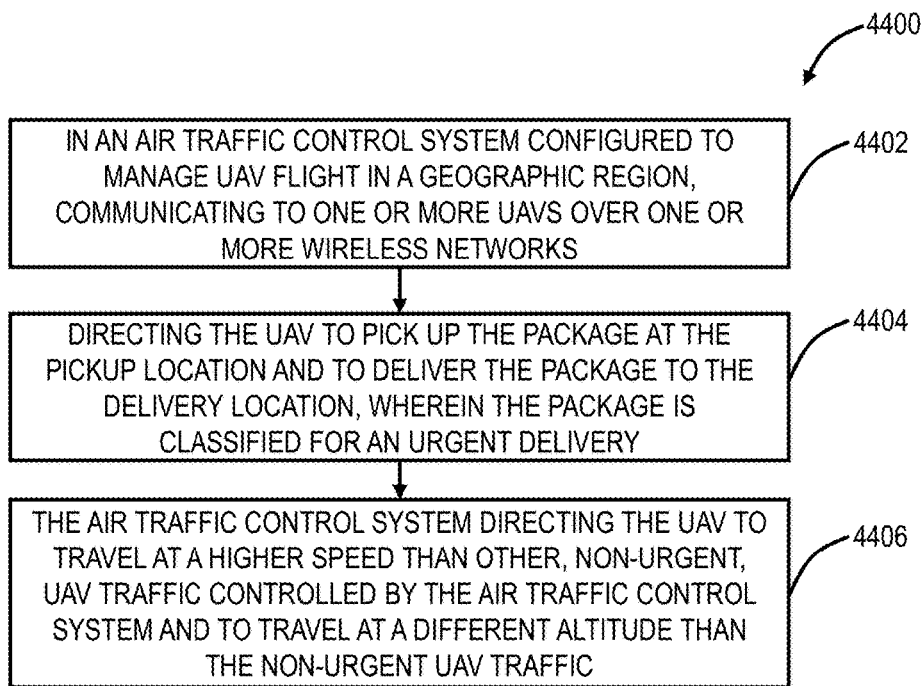 4400
IN AN AIR TRAFFIC CONTROL SYSTEM CONFIGURED TO
MANAGE UAV FLIGHT IN A GEOGRAPHIC REGION,
COMMUNICATING TO ONE OR MORE UAVS OVER ONE OR
MORE WIRELESS NETWORKS
4402
DIRECTING THE UAV TO PICK UP THE PACKAGE AT THE
PICKUP LOCATION AND TO DELIVER THE PACKAGE TO THE
DELIVERY LOCATION, WHEREIN THE PACKAGE IS
CLASSIFIED FOR AN URGENT DELIVERY
4404
THE AIR TRAFFIC CONTROL SYSTEM DIRECTING THE UAV TO
TRAVEL AT A HIGHER SPEED THAN OTHER, NON-URGENT,
UAV TRAFFIC CONTROLLED BY THE AIR TRAFFIC CONTROL
SYSTEM AND TO TRAVEL AT A DIFFERENT ALTITUDE THAN
THE NON-URGENT UAV TRAFFIC
4406